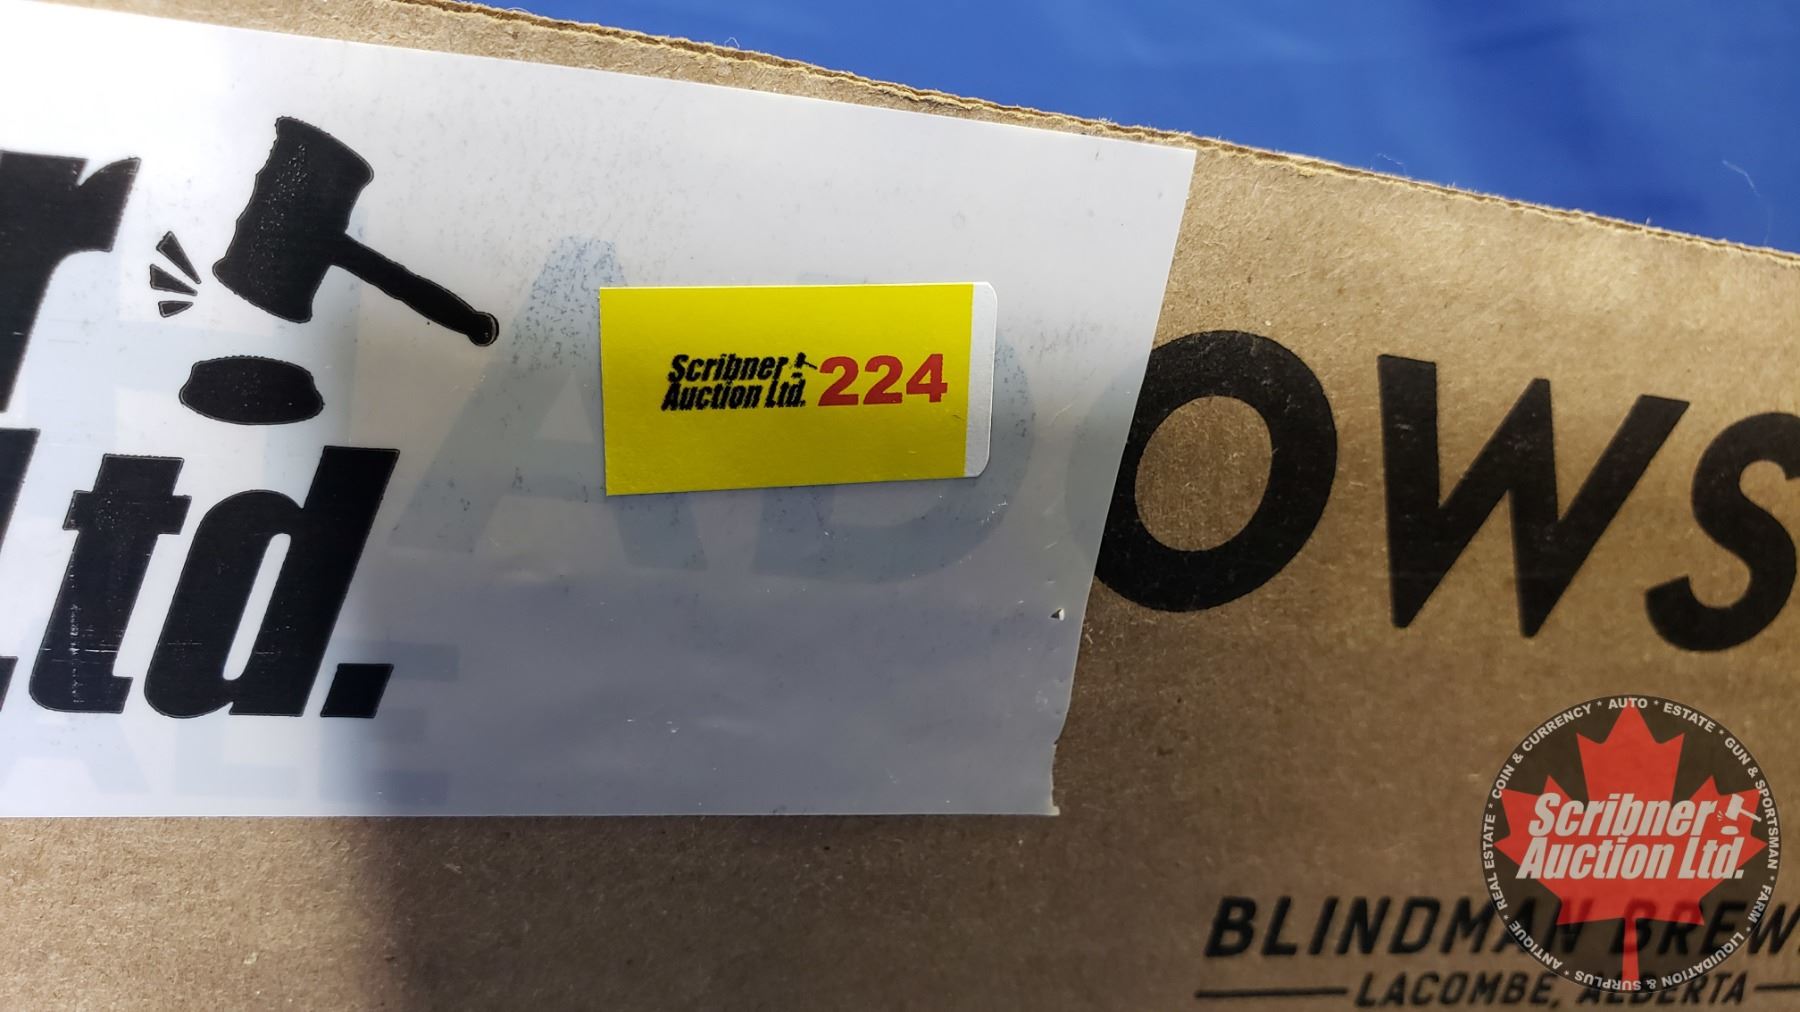 r
Ltd.
Scribner
Auction Ltd.
224
OWS
BLINDMAN BREW
LACOMBE, ALBERTA
Scribner
Auction Ltd.
ANTIQUE * REAL ESTATE * COIN & CURRENCY * AUTO * ESTATE * GUN & SPORTSMAN * FARM * LIQUIDATION & SURPLUS *